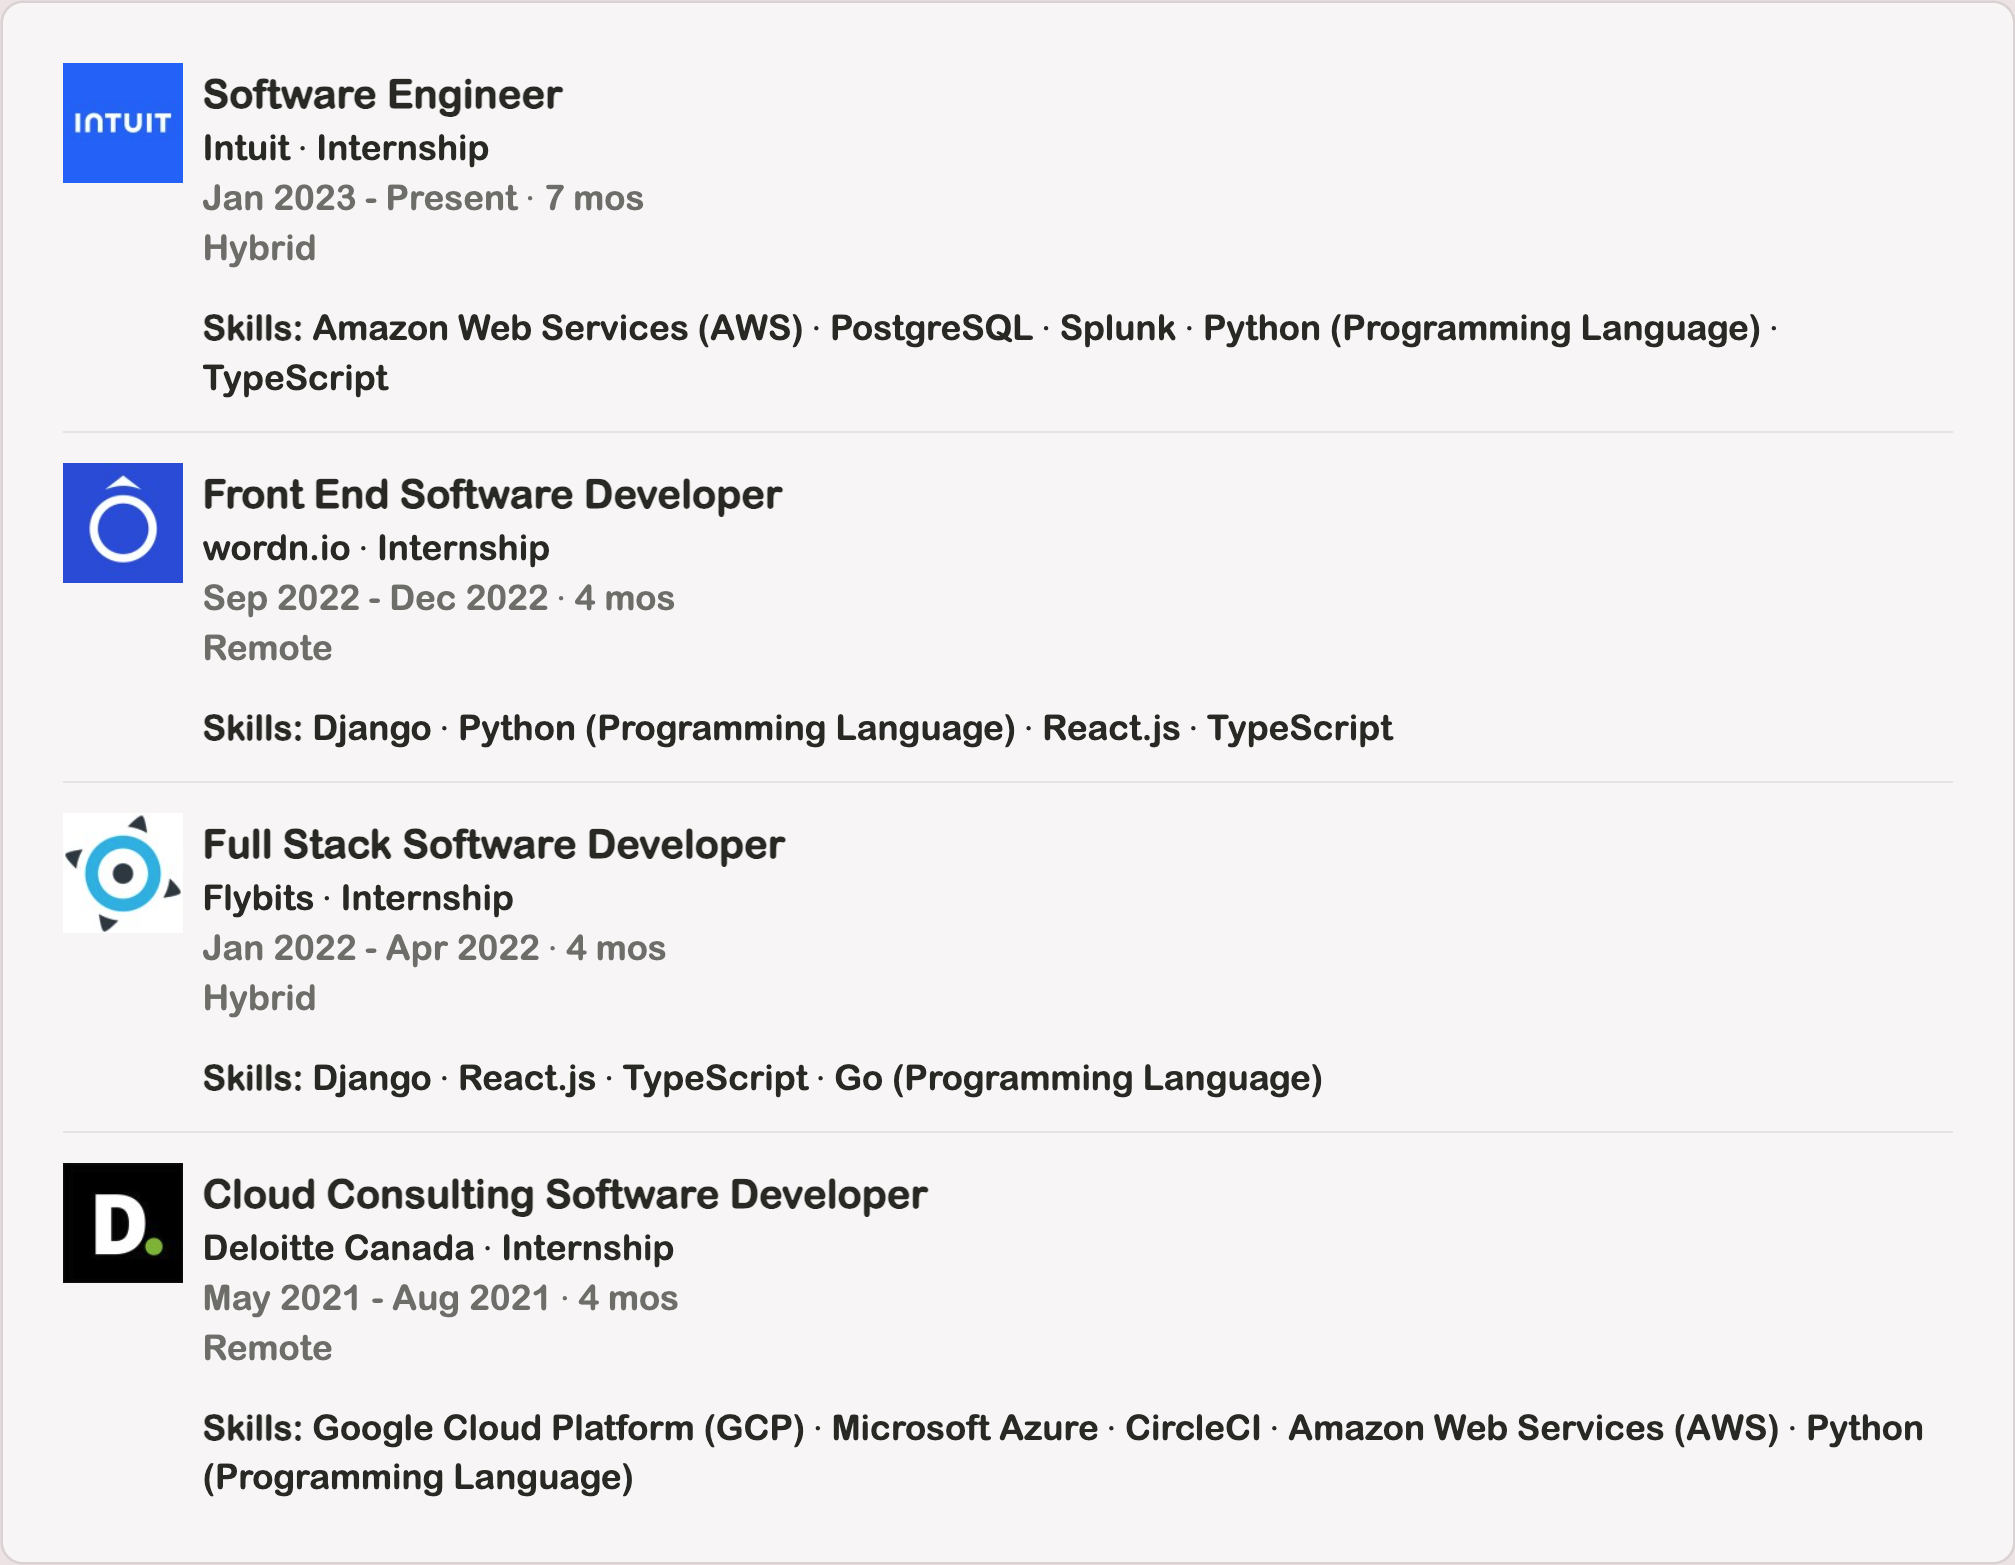 INTUIT
Software Engineer
Intuit · Internship
Jan 2023 - Present · 7 mos
Hybrid
Skills: Amazon Web Services (AWS) · PostgreSQL · Splunk · Python (Programming Language) ·
TypeScript
Ô
Front End Software Developer
wordn.io · Internship
Sep 2022 - Dec 2022 · 4 mos
Remote
Skills: Django · Python (Programming Language) · React.js · TypeScript
Full Stack Software Developer
Flybits · Internship
Jan 2022 - Apr 2022 · 4 mos
Hybrid
Skills: Django · React.js · TypeScript · Go (Programming Language)
D.
Cloud Consulting Software Developer
Deloitte Canada · Internship
May 2021 - Aug 2021 · 4 mos
Remote
Skills: Google Cloud Platform (GCP) · Microsoft Azure · CircleCI · Amazon Web Services (AWS) · Python
(Programming Language)